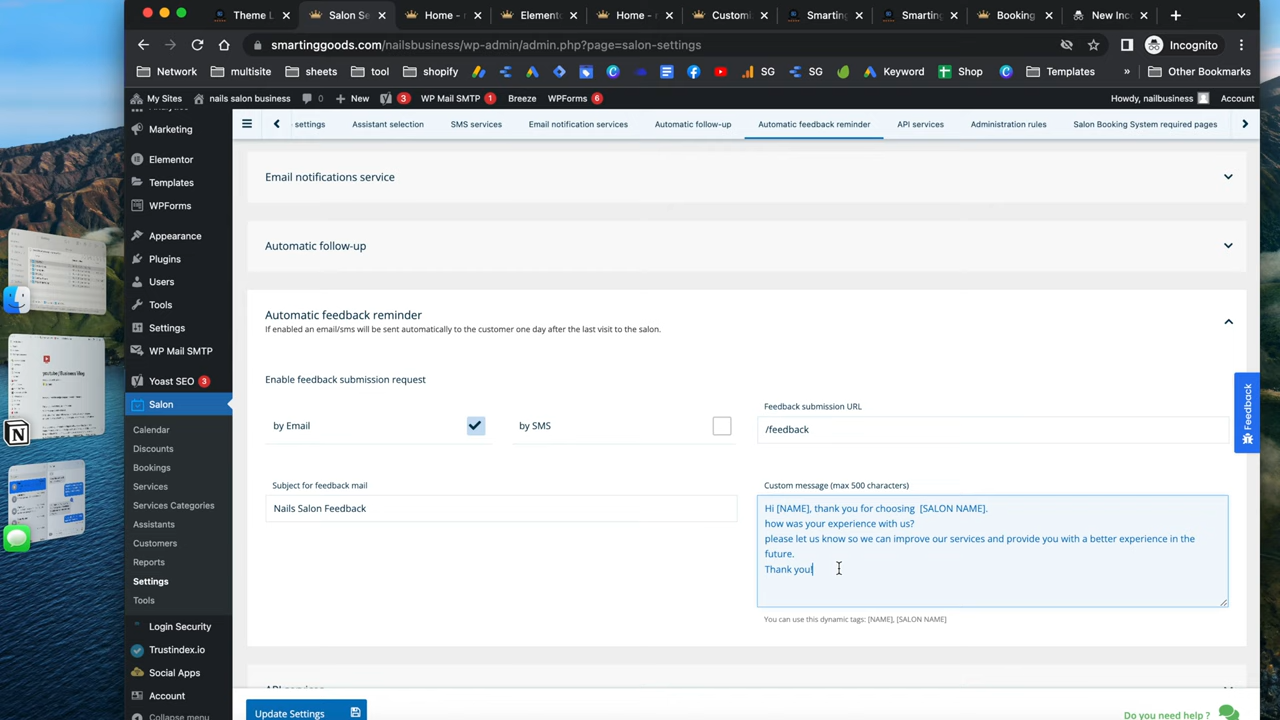 Theme L
Salon Se
Home –
Elemento
Home –
Customi
Smarting
Smarting
Booking
New Inc
smartinggoods.com/nailsbusiness/wp-admin/admin.php?page=salon-settings
Incognito
Network
multisite
sheets
tool
shopify
SG
SG
Keyword
Shop
Templates
»
Other Bookmarks
My Sites
nails salon business
0
New
3
WP Mail SMTP 1
Breeze
WPForms 6
Howdy, nailbusiness
Account
Marketing
Elementor
Templates
WPForms
Appearance
Plugins
Users
Tools
Settings
WP Mail SMTP
Yoast SEO 3
Salon
Calendar
Discounts
Bookings
Services
Services Categories
Assistants
Customers
Reports
Settings
Tools
Login Security
Trustindex.io
Social Apps
Account
Collapse menu
settings
Assistant selection
SMS services
Email notification services
Automatic follow-up
Automatic feedback reminder
API services
Administration rules
Salon Booking System required pages
Email notifications service
Automatic follow-up
Automatic feedback reminder
If enabled an email/sms will be sent automatically to the customer one day after the last visit to the salon.
Enable feedback submission request
by Email
by SMS
Feedback submission URL
/feedback
Subject for feedback mail
Nails Salon Feedback
Custom message (max 500 characters)
Hi [NAME], thank you for choosing [SALON NAME].
how was your experience with us?
please let us know so we can improve our services and provide you with a better experience in the
future.
Thank you!
You can use this dynamic tags: [NAME], [SALON NAME]
API services
Update Settings
Feedback
Do you need help ?